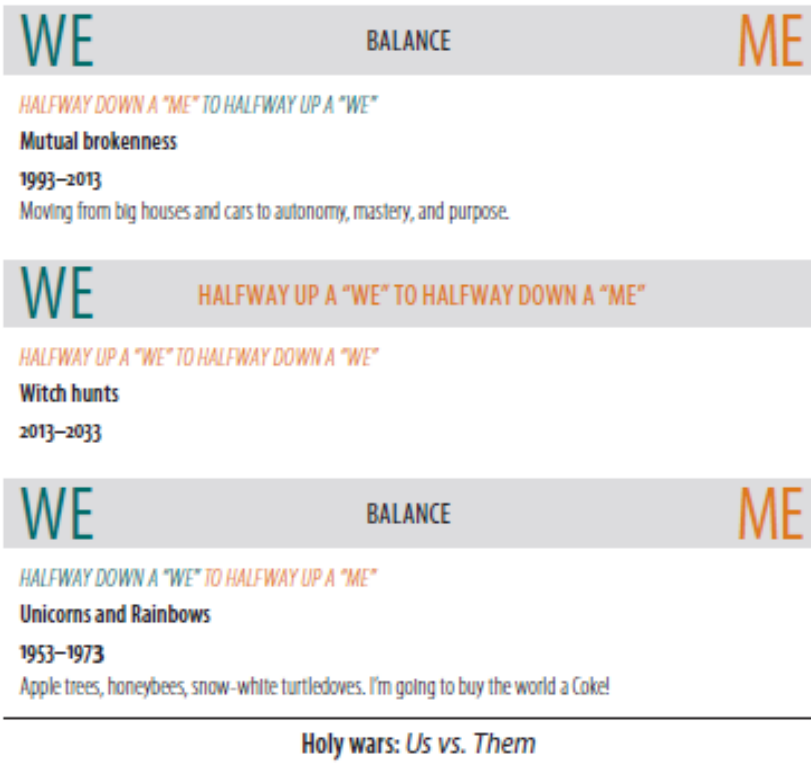 WE BALANCE ME
HALFWAY DOWN A “ME” TO HALFWAY UP A “WE”
Mutual brokenness
1993–2013
Moving from big houses and cars to autonomy, mastery, and purpose.
WE HALFWAY UP A “WE” TO HALFWAY DOWN A “ME”
HALFWAY UP A “WE” TO HALFWAY DOWN A “WE”
Witch hunts
2013–2033
WE BALANCE ME
HALFWAY DOWN A “WE” TO HALFWAY UP A “ME”
Unicorns and Rainbows
1953–1973
Apple trees, honeybees, snow-white turtledoves. I’m going to buy the world a Coke!
Holy wars: Us vs. Them